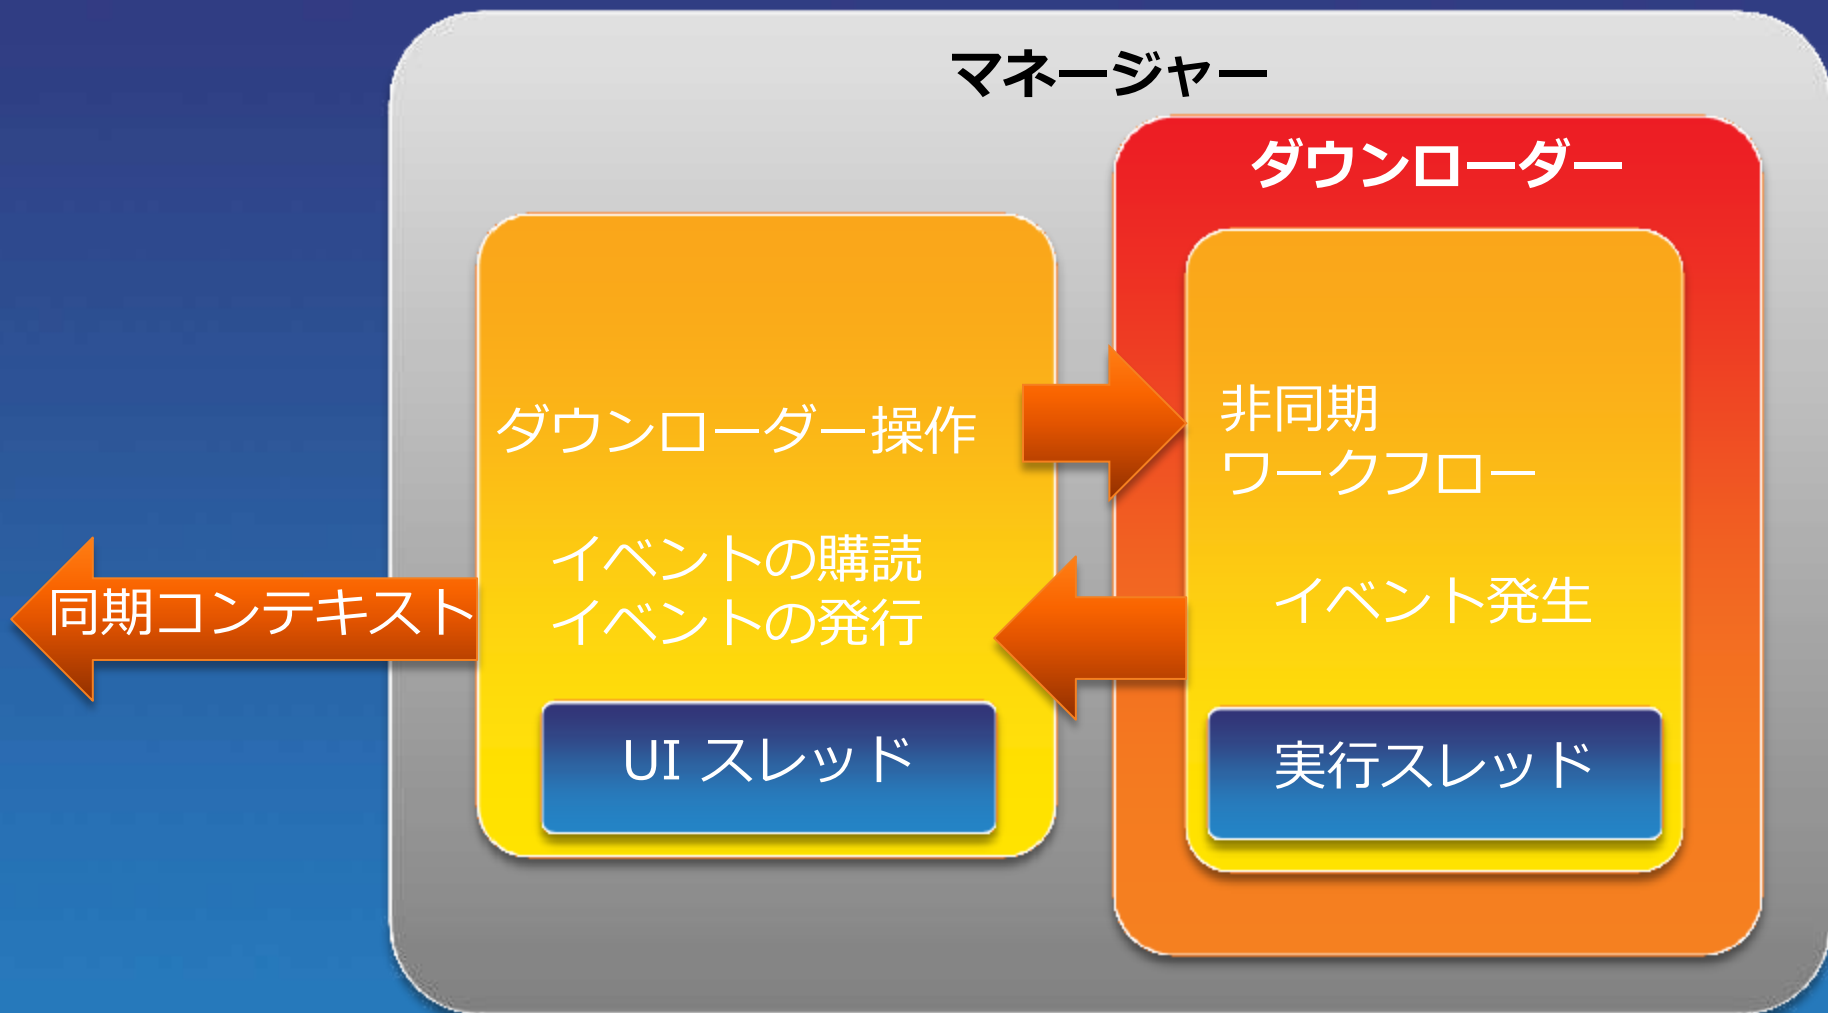 マネージャー
ダウンローダー
ダウンローダー操作
イベントの購読
イベントの発行
UI スレッド
非同期
ワークフロー
イベント発生
実行スレッド
同期コンテキスト